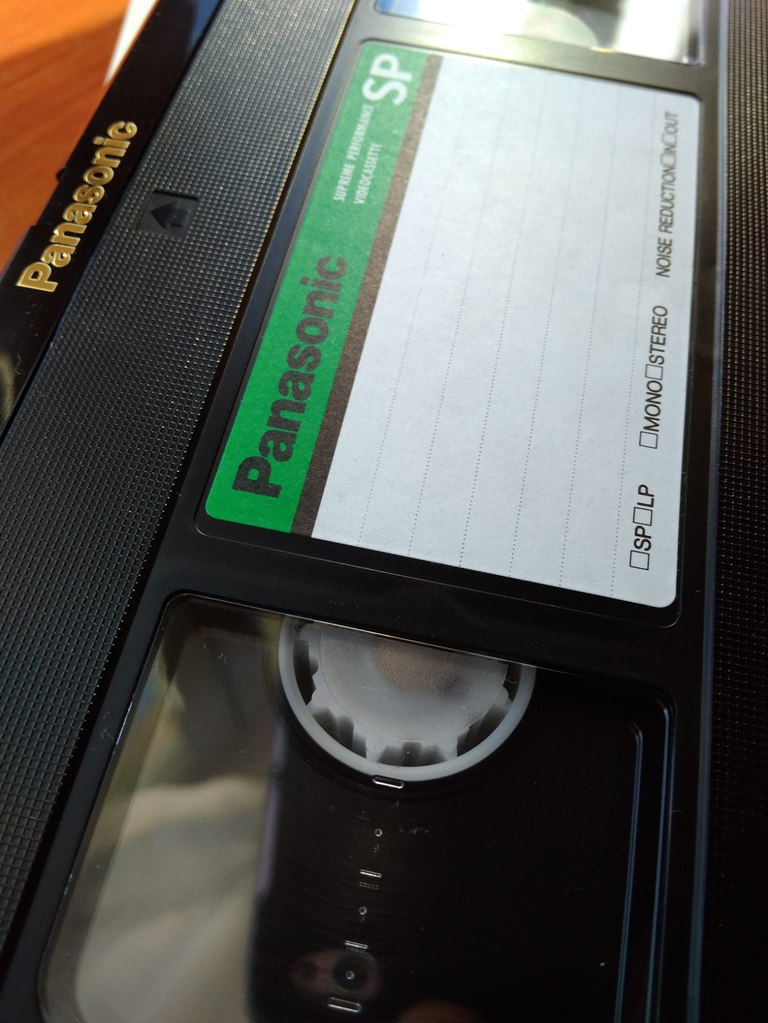 Panasonic
Panasonic
SUPREME PERFORMANCE
VIDEOCASSETTE
SP
□SP□LP □MONO□STEREO NOISE REDUCTION□IN□OUT